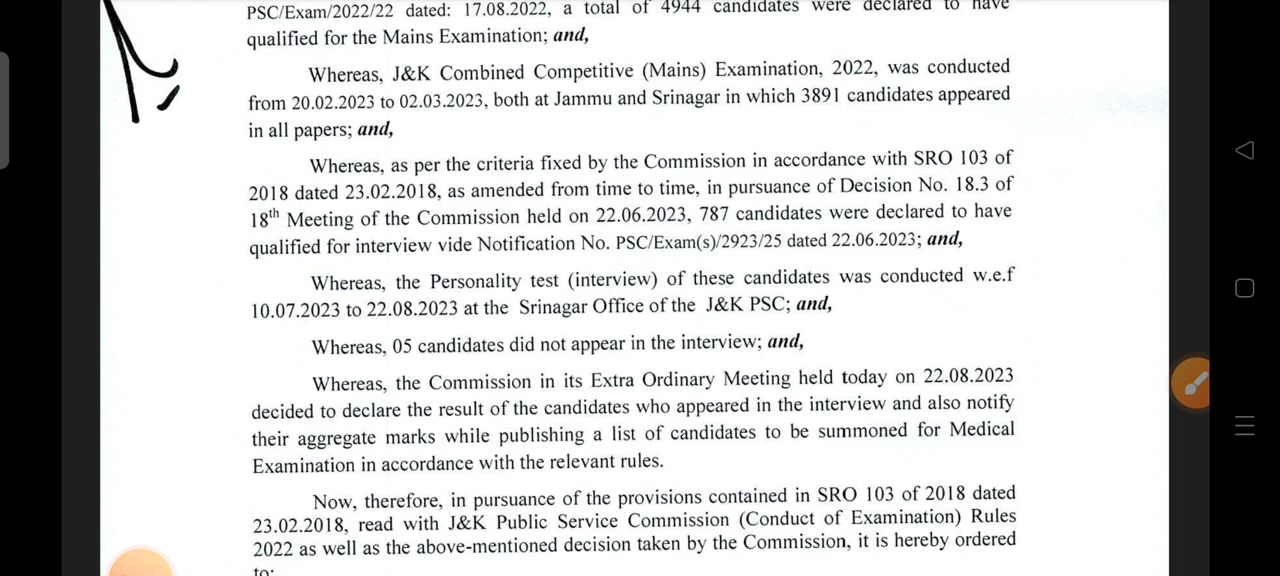 PSC/Exam/2022/22 dated: 17.08.2022, a total of 4944 candidates were declared to have
qualified for the Mains Examination; and,
Whereas, J&K Combined Competitive (Mains) Examination, 2022, was conducted
from 20.02.2023 to 02.03.2023, both at Jammu and Srinagar in which 3891 candidates appeared
in all papers; and,
Whereas, as per the criteria fixed by the Commission in accordance with SRO 103 of
2018 dated 23.02.2018, as amended from time to time, in pursuance of Decision No. 18.3 of
18th Meeting of the Commission held on 22.06.2023, 787 candidates were declared to have
qualified for interview vide Notification No. PSC/Exam(s)/2923/25 dated 22.06.2023; and,
Whereas, the Personality test (interview) of these candidates was conducted w.e.f
10.07.2023 to 22.08.2023 at the Srinagar Office of the J&K PSC; and,
Whereas, 05 candidates did not appear in the interview; and,
Whereas, the Commission in its Extra Ordinary Meeting held today on 22.08.2023
decided to declare the result of the candidates who appeared in the interview and also notify
their aggregate marks while publishing a list of candidates to be summoned for Medical
Examination in accordance with the relevant rules.
Now, therefore, in pursuance of the provisions contained in SRO 103 of 2018 dated
23.02.2018, read with J&K Public Service Commission (Conduct of Examination) Rules
2022 as well as the above-mentioned decision taken by the Commission, it is hereby ordered
to: